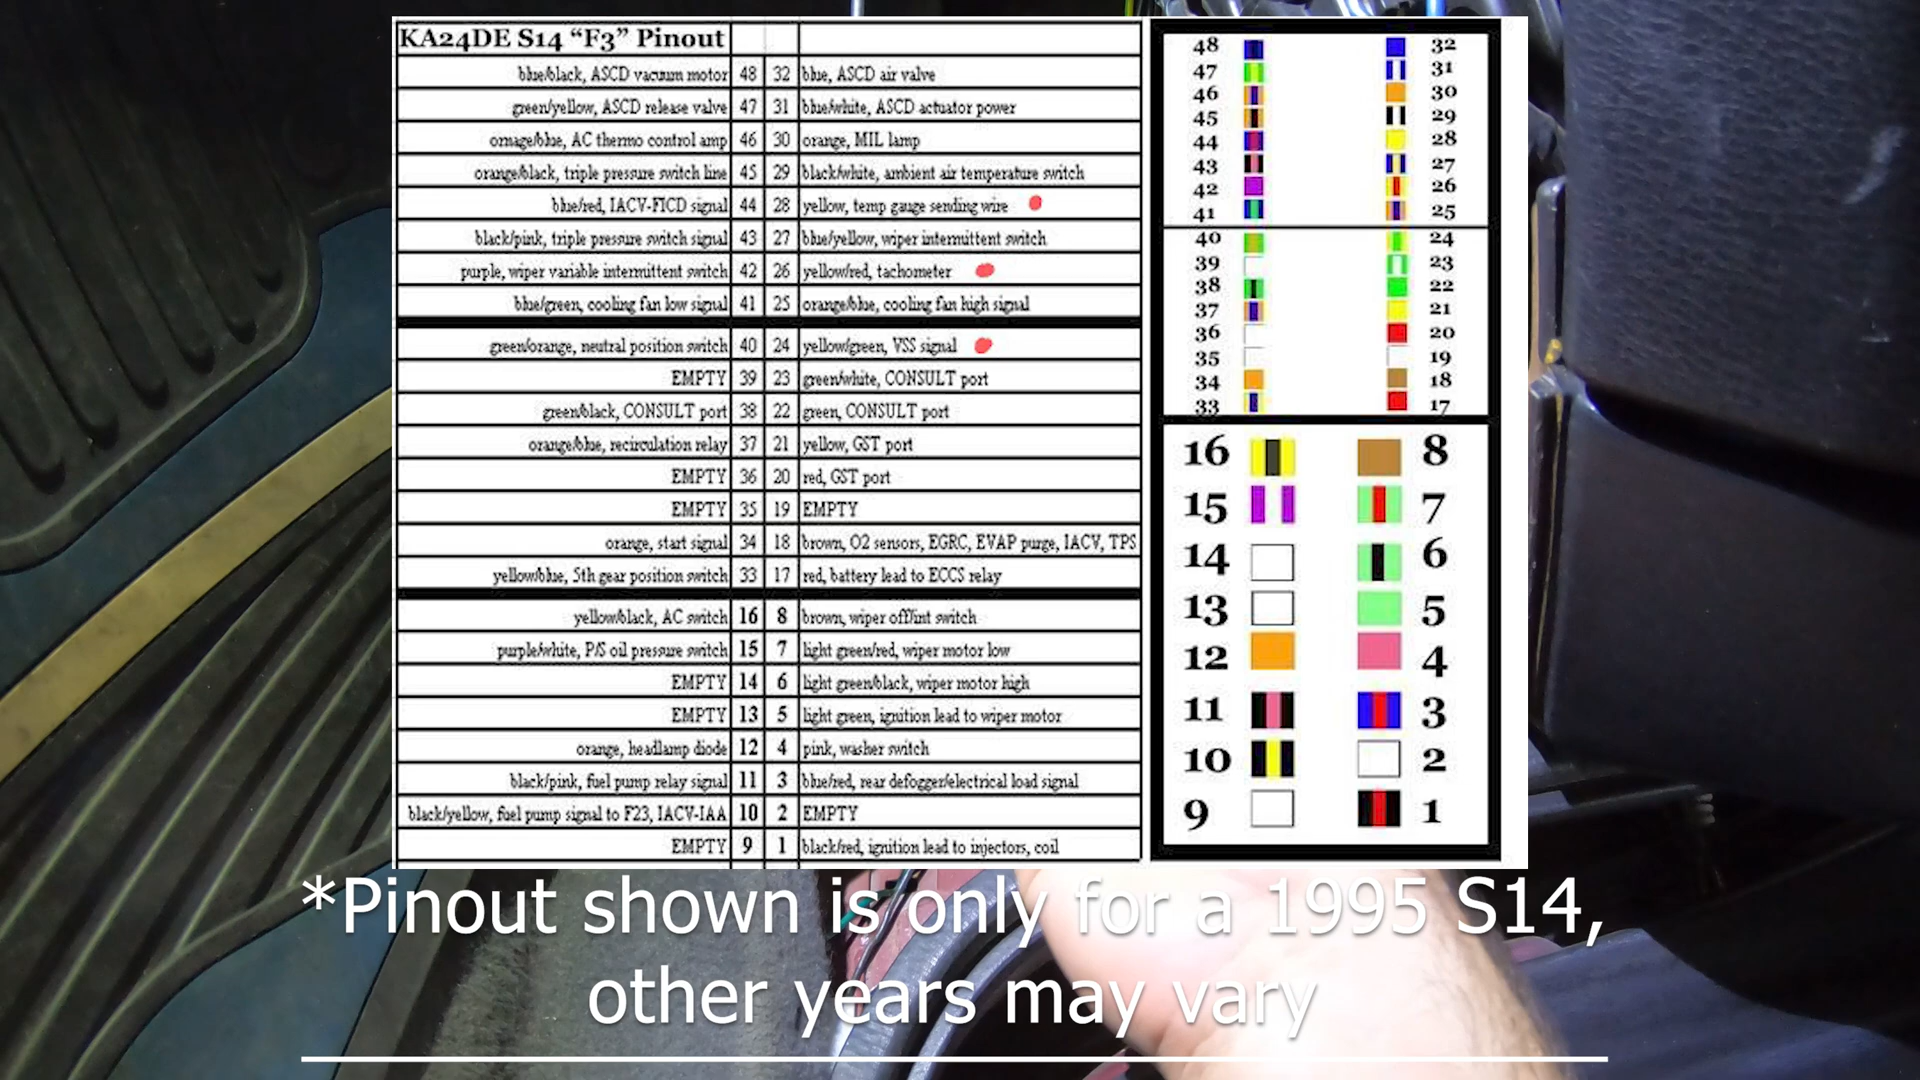 KA24DE S14 “F3” Pinout
blue/black, ASCD vacuum motor 48 32 blue, ASCD air valve
green/yellow, ASCD release valve 47 31 blue/white, ASCD actuator power
ornage/blue, AC thermo control amp 46 30 orange, MIL lamp
orange/black, triple pressure switch line 45 29 black/white, ambient air temperature switch
blue/red, IACV-FICD signal 44 28 yellow, temp gauge sending wire
black/pink, triple pressure switch signal 43 27 blue/yellow, wiper intermittent switch
purple, wiper variable intermittent switch 42 26 yellow/red, tachometer
blue/green, cooling fan low signal 41 25 orange/blue, cooling fan high signal
green/orange, neutral position switch 40 24 yellow/green, VSS signal
EMPTY 39 23 green/white, CONSULT port
green/black, CONSULT port 38 22 green, CONSULT port
orange/blue, recirculation relay 37 21 yellow, GST port
EMPTY 36 20 red, GST port
EMPTY 35 19 EMPTY
orange, start signal 34 18 brown, O2 sensors, EGRC, EVAP purge, IACV, TPS
yellow/blue, 5th gear position switch 33 17 red, battery lead to ECCS relay
yellow/black, AC switch 16 8 brown, wiper off/int switch
purple/white, P/S oil pressure switch 15 7 light green/red, wiper motor low
EMPTY 14 6 light green/black, wiper motor high
EMPTY 13 5 light green, ignition lead to wiper motor
orange, headlamp diode 12 4 pink, washer switch
black/pink, fuel pump relay signal 11 3 blue/red, rear defogger/electrical load signal
black/yellow, fuel pump signal to F23, IACV-IAA 10 2 EMPTY
EMPTY 9 1 black/red, ignition lead to injectors, coil
48 32
47 31
46 30
45 29
44 28
43 27
42 26
41 25
40 24
39 23
38 22
37 21
36 20
35 19
34 18
33 17
16 8
15 7
14 6
13 5
12 4
11 3
10 2
9 1
*Pinout shown is only for a 1995 S14,
other years may vary